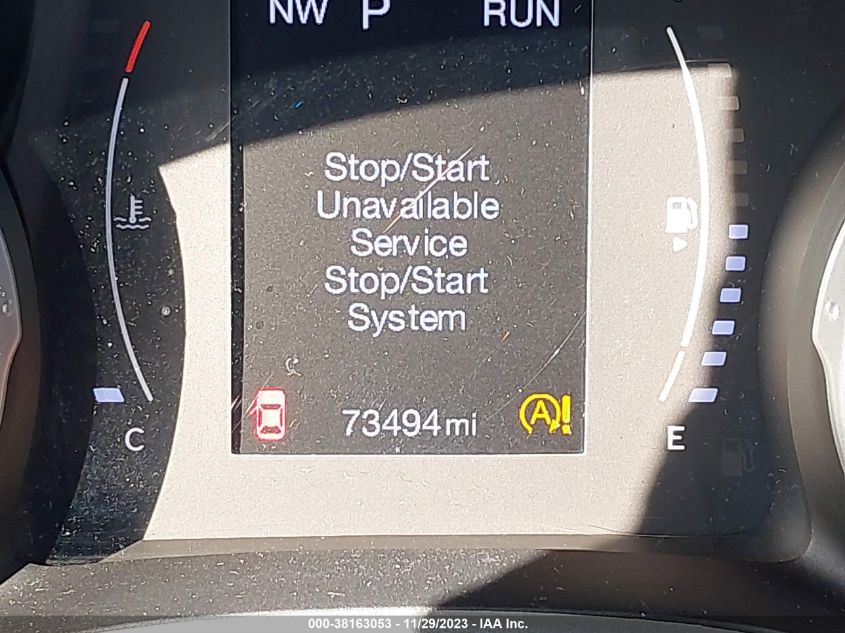 NW P RUN
Stop/Start
Unavailable
Service
Stop/Start
System
73494 mi
A!
C
E
000-38163053 - 11/29/2023 - IAA Inc.